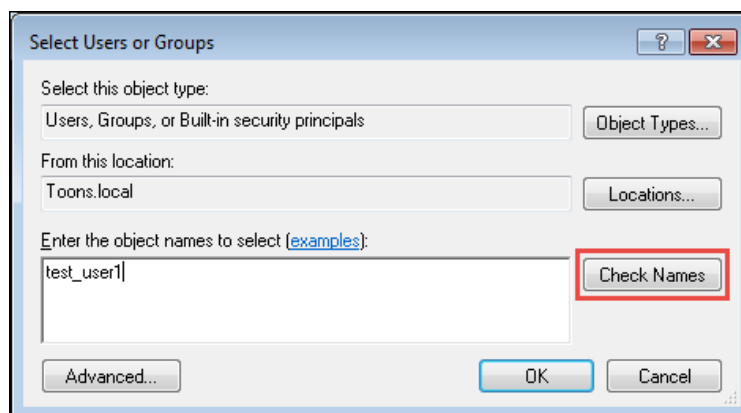 Select Users or Groups
Select this object type:
Users, Groups, or Built-in security principals
Object Types...
From this location:
Toons.local
Locations...
Enter the object names to select (examples):
test_user1
Check Names
Advanced...
OK
Cancel